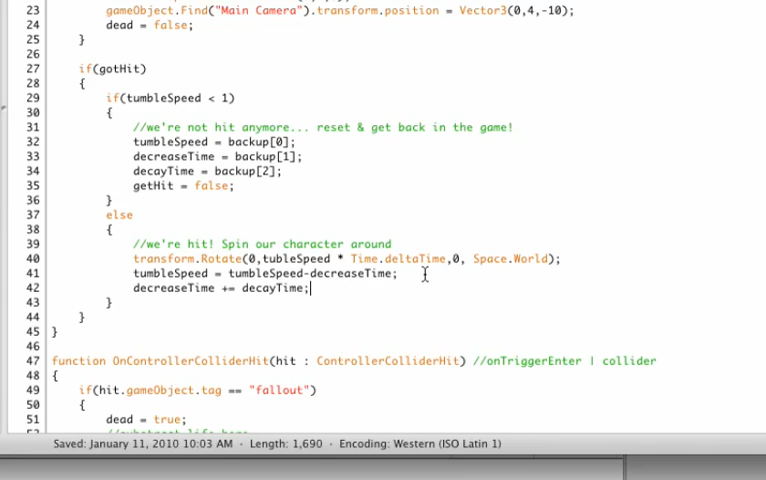 23 gameObject.Find("Main Camera").transform.position = Vector3(0,4,-10);
24 dead = false;
25 }
26
27 if(gotHit)
28 {
29 if(tumbleSpeed < 1)
30 {
31 //we're not hit anymore... reset & get back in the game!
32 tumbleSpeed = backup[0];
33 decreaseTime = backup[1];
34 decayTime = backup[2];
35 getHit = false;
36 }
37 else
38 {
39 //we're hit! Spin our character around
40 transform.Rotate(0,tubleSpeed * Time.deltaTime,0, Space.World);
41 tumbleSpeed = tumbleSpeed-decreaseTime;
42 decreaseTime += decayTime;
43 }
44 }
45 }
46
47 function OnControllerColliderHit(hit : ControllerColliderHit) //onTriggerEnter | collider
48 {
49 if(hit.gameObject.tag == "fallout")
50 {
51 dead = true;
Saved: January 11, 2010 10:03 AM · Length: 1,690 · Encoding: Western (ISO Latin 1)